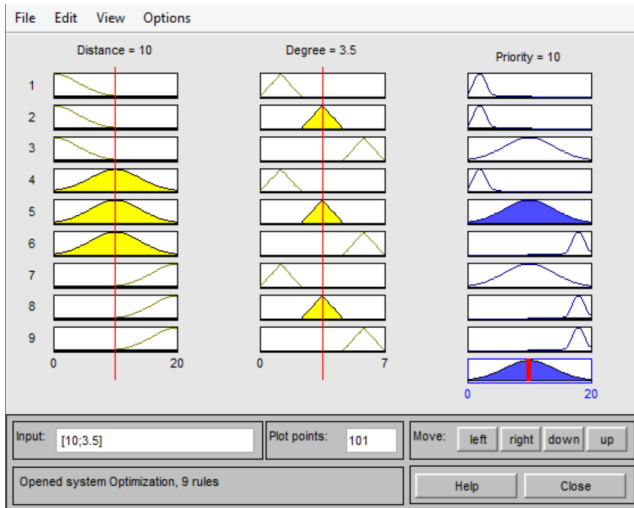 File Edit View Options
Distance = 10 Degree = 3.5 Priority = 10
1
2
3
4
5
6
7
8
9
0 20 0 7
0 20
Input: [10;3.5] Plot points: 101 Move: left right down up
Opened system Optimization, 9 rules Help Close